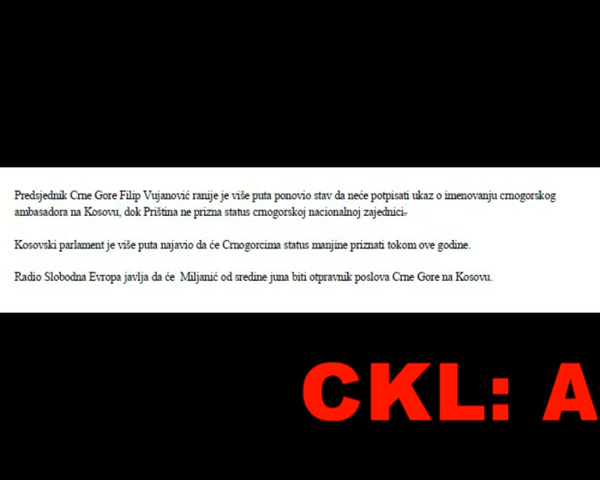 Predsjednik Crne Gore Filip Vujanović ranije je više puta ponovio stav da neće potpisati ukaz o imenovanju crnogorskog
ambasadora na Kosovu, dok Priština ne prizna status crnogorskoj nacionalnoj zajednici.
Kosovski parlament je više puta najavio da će Crnogorcima status manjine priznati tokom ove godine.
Radio Slobodna Evropa javlja da će Miljanić od sredine juna biti otpravnik poslova Crne Gore na Kosovu.
CKL: A